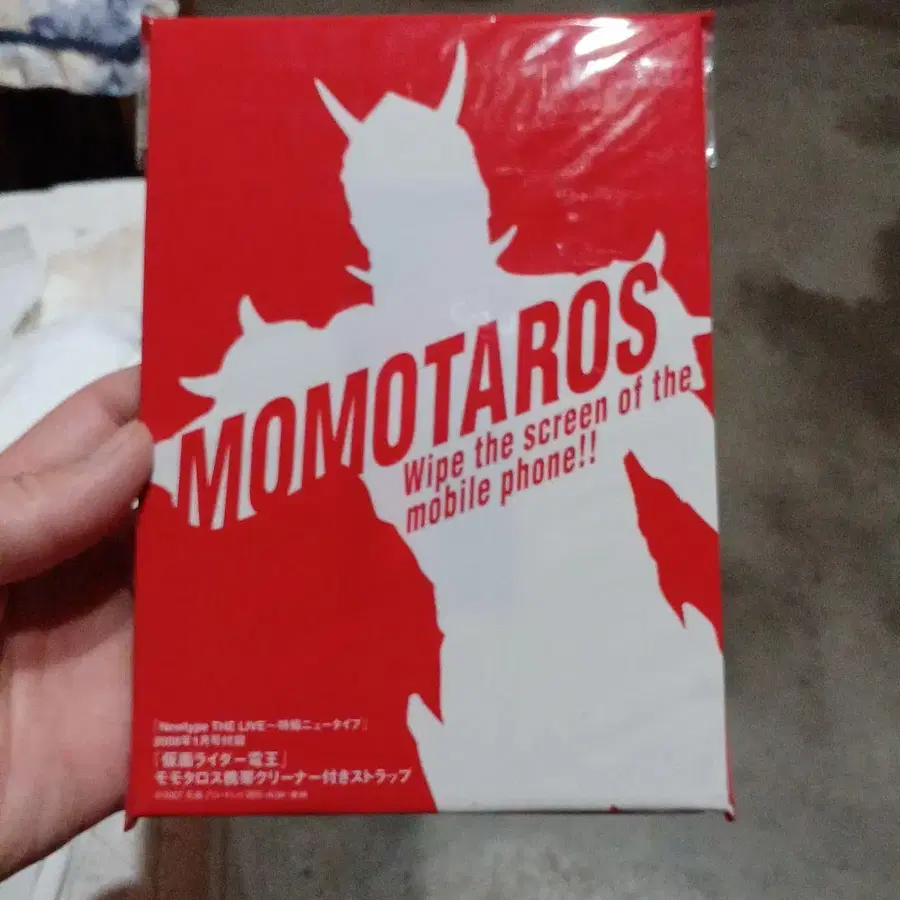 MOMOTAROS
Wipe the screen of the
mobile phone!!
「Newtype THE LIVE～特撮ニュータイプ」
2008年1月号付録
「仮面ライダー電王」
モモタロス携帯クリーナー付きストラップ